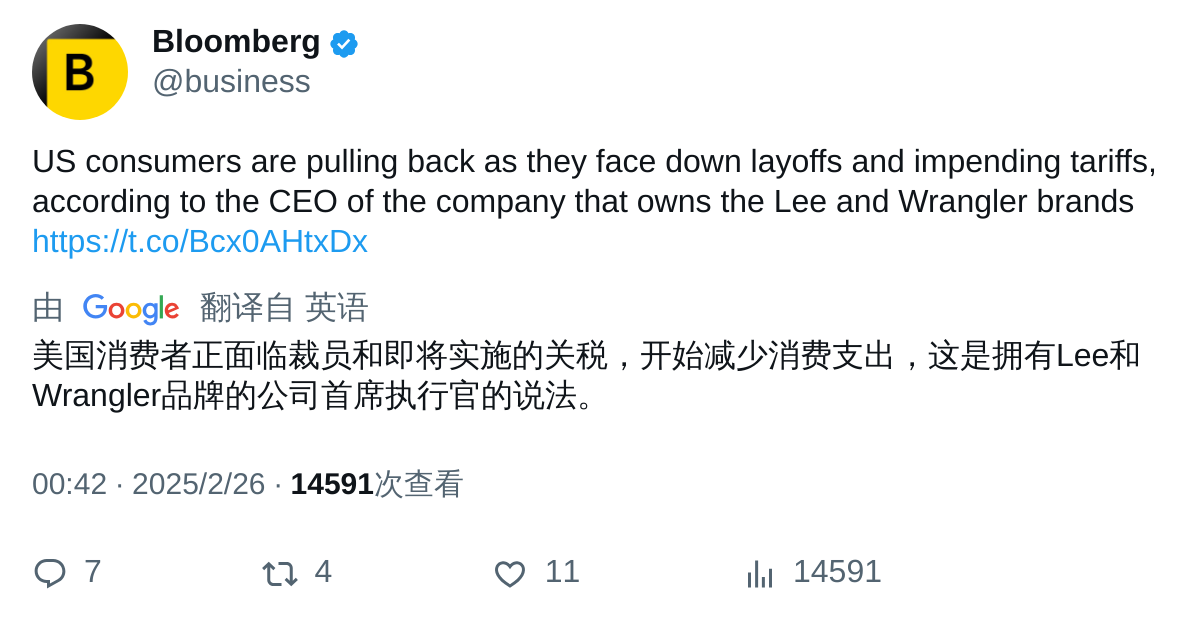 B
Bloomberg
@business
US consumers are pulling back as they face down layoffs and impending tariffs,
according to the CEO of the company that owns the Lee and Wrangler brands
https://t.co/Bcx0AHtxDx
由 Google 翻译自 英语
美国消费者正面临裁员和即将实施的关税，开始减少消费支出，这是拥有Lee和
Wrangler品牌的公司首席执行官的说法。
00:42 · 2025/2/26 · 14591次查看
7 4 11 14591